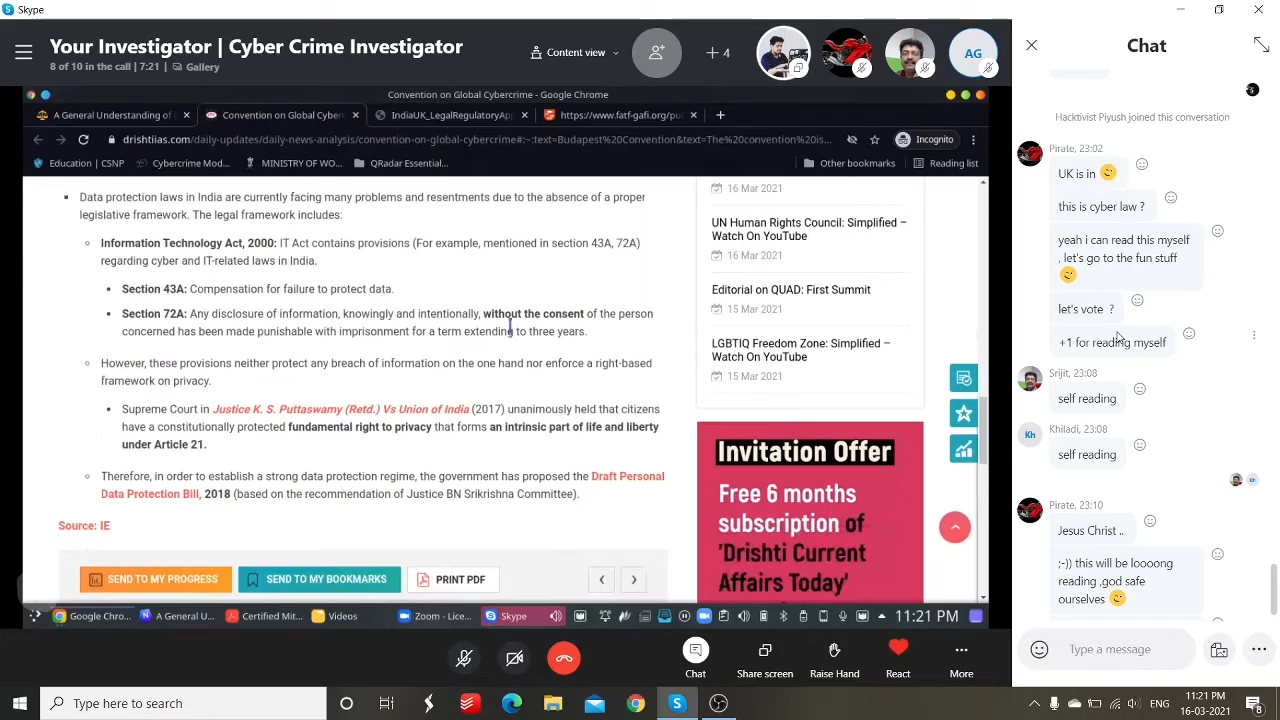 Skype
Your Investigator | Cyber Crime Investigator
8 of 10 in the call | 7:21 | Gallery
Content view
+ 4
AG
Convention on Global Cybercrime - Google Chrome
A General Understanding of
Convention on Global Cyber
IndiaUK_LegalRegulatoryAp
https://www.fatf-gafi.org/pu
drishtiias.com/daily-updates/daily-news-analysis/convention-on-global-cybercrime#:~:text=Budapest%20Convention&text=The%20convention%20is...
Incognito
Education | CSNP
Cybercrime Mod...
MINISTRY OF WO...
QRadar Essential...
Other bookmarks
Reading list
Data protection laws in India are currently facing many problems and resentments due to the absence of a proper
legislative framework. The legal framework includes:
Information Technology Act, 2000: IT Act contains provisions (For example, mentioned in section 43A, 72A)
regarding cyber and IT-related laws in India.
Section 43A: Compensation for failure to protect data.
Section 72A: Any disclosure of information, knowingly and intentionally, without the consent of the person
concerned has been made punishable with imprisonment for a term extending to three years.
However, these provisions neither protect any breach of information on the one hand nor enforce a right-based
framework on privacy.
Supreme Court in Justice K. S. Puttaswamy (Retd.) Vs Union of India (2017) unanimously held that citizens
have a constitutionally protected fundamental right to privacy that forms an intrinsic part of life and liberty
under Article 21.
Therefore, in order to establish a strong data protection regime, the government has proposed the Draft Personal
Data Protection Bill, 2018 (based on the recommendation of Justice BN Srikrishna Committee).
Source: IE
SEND TO MY PROGRESS
SEND TO MY BOOKMARKS
PRINT PDF
16 Mar 2021
UN Human Rights Council: Simplified –
Watch On YouTube
16 Mar 2021
Editorial on QUAD: First Summit
15 Mar 2021
LGBTIQ Freedom Zone: Simplified –
Watch On YouTube
15 Mar 2021
Invitation Offer
Free 6 months
subscription of
'Drishti Current
Affairs Today'
Google Chro...
A General U...
Certified Mit...
Videos
Zoom - Lice...
Skype
11:21 PM
Chat
Share screen
Raise Hand
React
More
Chat
Hacktivist Piyush joined this conversation
Pirate, 23:02
UK is in
this is cyber law ?
yeah i can read this myself
, let's go to the fun stuff
let's vote ?
+1 for reading myself
Srijit, 23:08
self reading
Kh
Khiladi, 23:08
self reading
Kh
Pirate, 23:10
Jesus Christ ..
;-)) this will be loooong
reading ,god safe
ourselves
Type a message
Type here to search
ENG
11:21 PM
16-03-2021
8